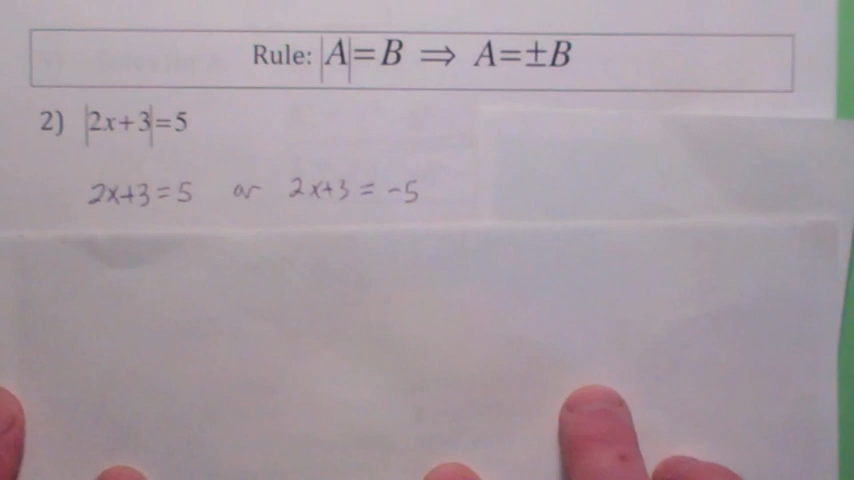 Rule: |A|=B ⟹ A=±B
2) |2x+3|=5
2x+3=5 or 2x+3 = -5